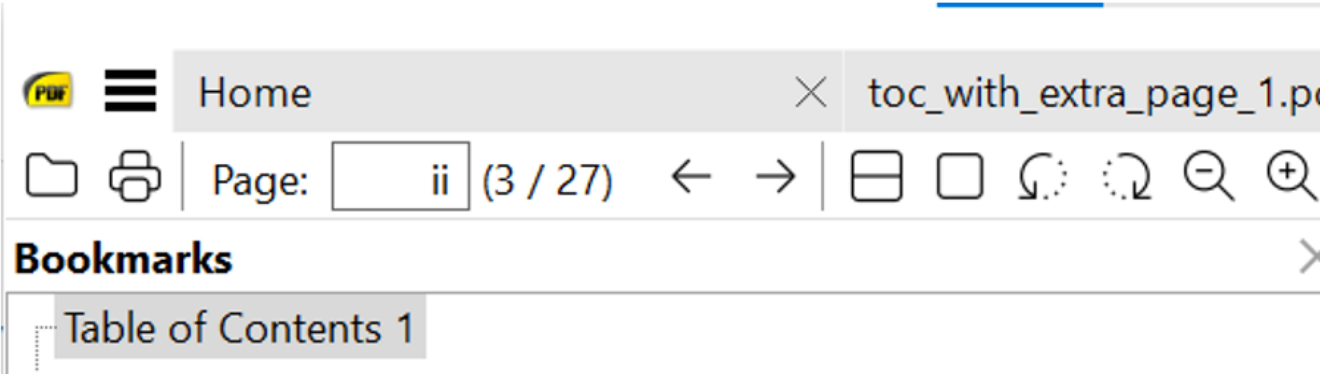 PDF
Home
toc_with_extra_page_1.p
Page: ii (3 / 27)
Bookmarks
Table of Contents 1